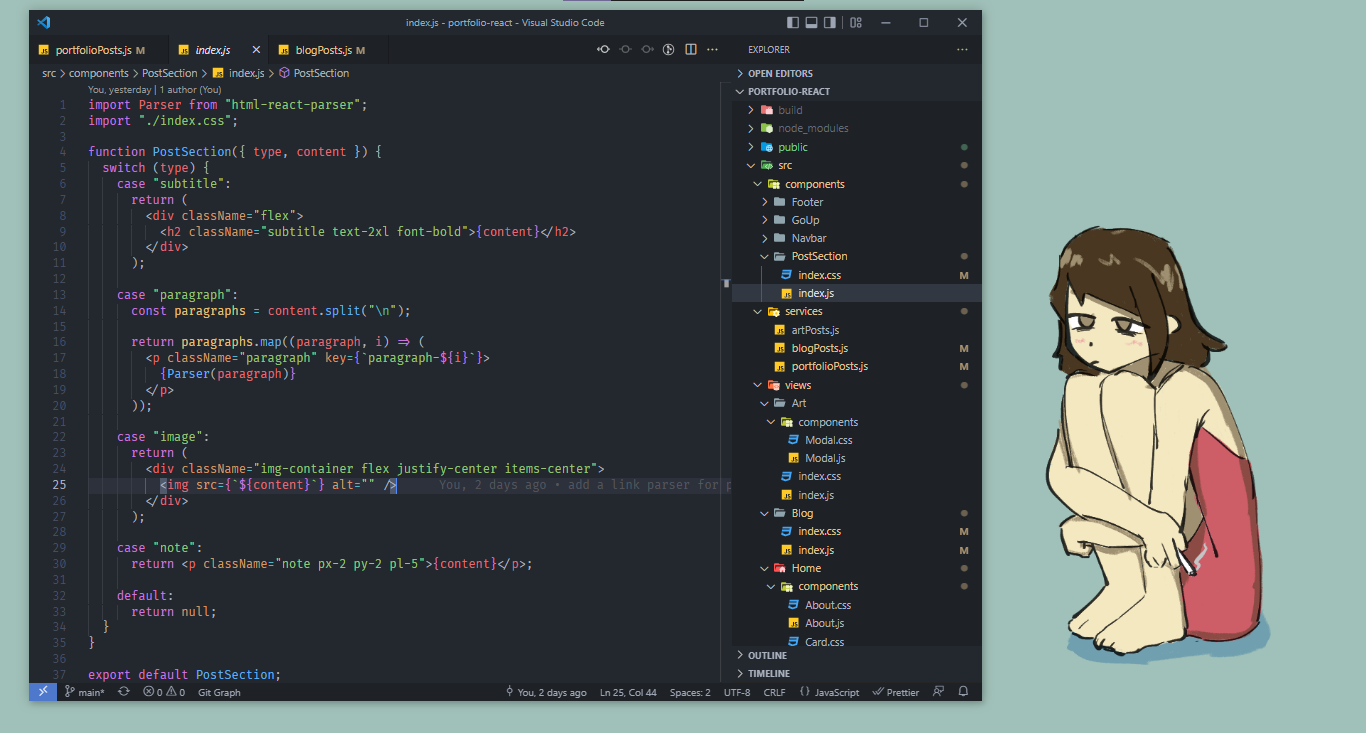 index.js - portfolio-react - Visual Studio Code
portfolioPosts.js M
index.js
blogPosts.js M
src > components > PostSection > index.js > PostSection
You, yesterday | 1 author (You)
1 import Parser from "html-react-parser";
2 import "./index.css";
3
4 function PostSection({ type, content }) {
5 switch (type) {
6 case "subtitle":
7 return (
8 <div className="flex">
9 <h2 className="subtitle text-2xl font-bold">{content}</h2>
10 </div>
11 );
12
13 case "paragraph":
14 const paragraphs = content.split("\n");
15
16 return paragraphs.map((paragraph, i) => (
17 <p className="paragraph" key={`paragraph-${i}`}>
18 {Parser(paragraph)}
19 </p>
20 ));
21
22 case "image":
23 return (
24 <div className="img-container flex justify-center items-center">
25 <img src={`${content}`} alt="" /> You, 2 days ago • add a link parser for p
26 </div>
27 );
28
29 case "note":
30 return <p className="note px-2 py-2 pl-5">{content}</p>;
31
32 default:
33 return null;
34 }
35 }
36
37 export default PostSection;
EXPLORER
OPEN EDITORS
PORTFOLIO-REACT
build
node_modules
public
src
components
Footer
GoUp
Navbar
PostSection
index.css M
index.js
services
artPosts.js
blogPosts.js M
portfolioPosts.js M
views
Art
components
Modal.css
Modal.js
index.css
index.js
Blog
index.css M
index.js M
Home
components
About.css
About.js
Card.css
OUTLINE
TIMELINE
main* 0 0 Git Graph You, 2 days ago Ln 25, Col 44 Spaces: 2 UTF-8 CRLF {} JavaScript Prettier